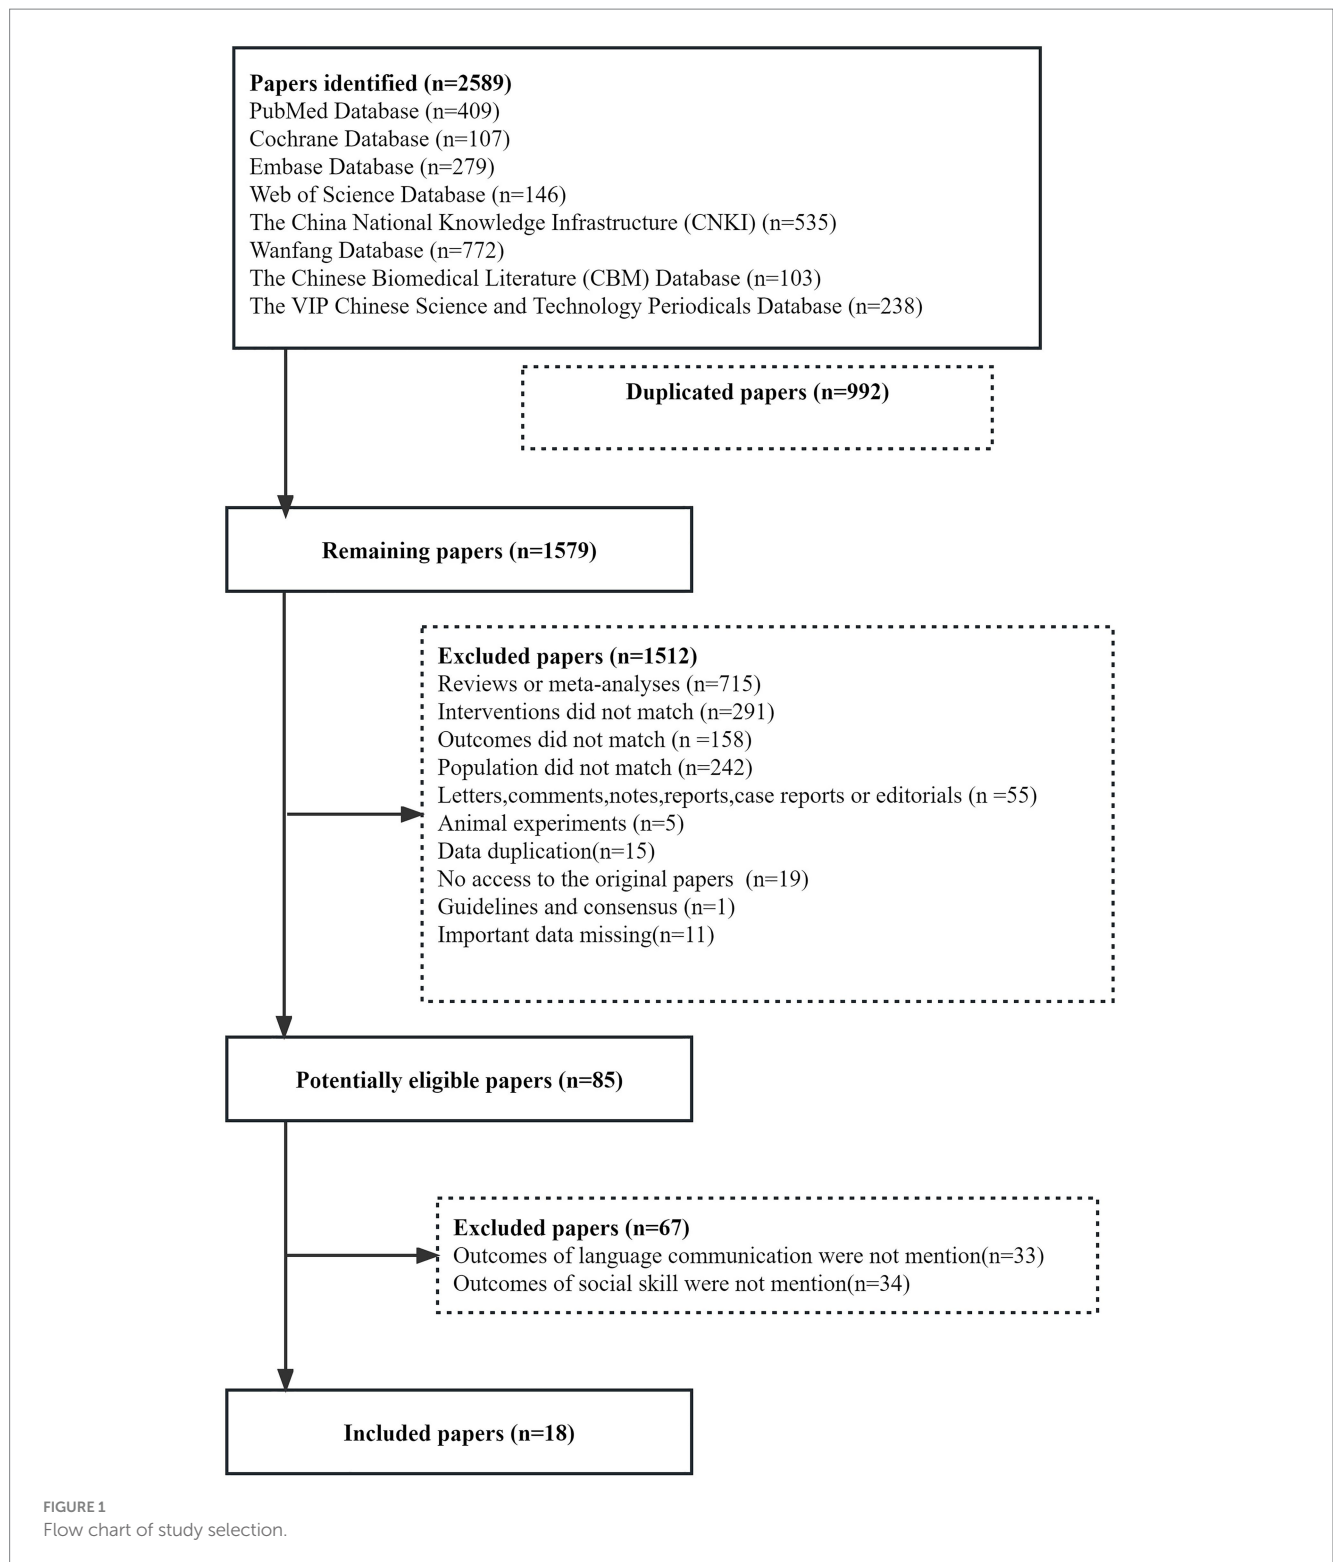 Papers identified (n=2589)
PubMed Database (n=409)
Cochrane Database (n=107)
Embase Database (n=279)
Web of Science Database (n=146)
The China National Knowledge Infrastructure (CNKI) (n=535)
Wanfang Database (n=772)
The Chinese Biomedical Literature (CBM) Database (n=103)
The VIP Chinese Science and Technology Periodicals Database (n=238)
Duplicated papers (n=992)
Remaining papers (n=1579)
Excluded papers (n=1512)
Reviews or meta-analyses (n=715)
Interventions did not match (n=291)
Outcomes did not match (n =158)
Population did not match (n=242)
Letters,comments,notes,reports,case reports or editorials (n =55)
Animal experiments (n=5)
Data duplication(n=15)
No access to the original papers  (n=19)
Guidelines and consensus (n=1)
Important data missing(n=11)
Potentially eligible papers (n=85)
Excluded papers (n=67)
Outcomes of language communication were not mention(n=33)
Outcomes of social skill were not mention(n=34)
Included papers (n=18)
FIGURE 1
Flow chart of study selection.